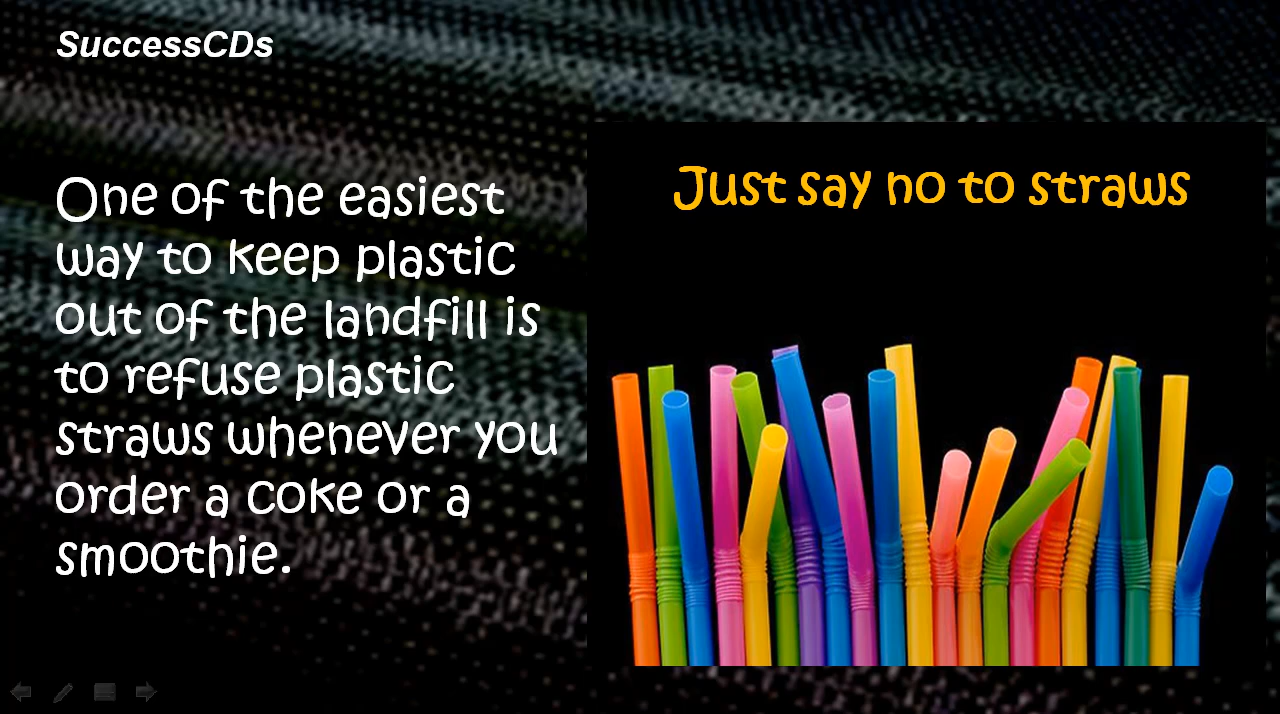 SuccessCDs
One of the easiest
way to keep plastic
out of the landfill is
to refuse plastic
straws whenever you
order a coke or a
smoothie.
Just say no to straws